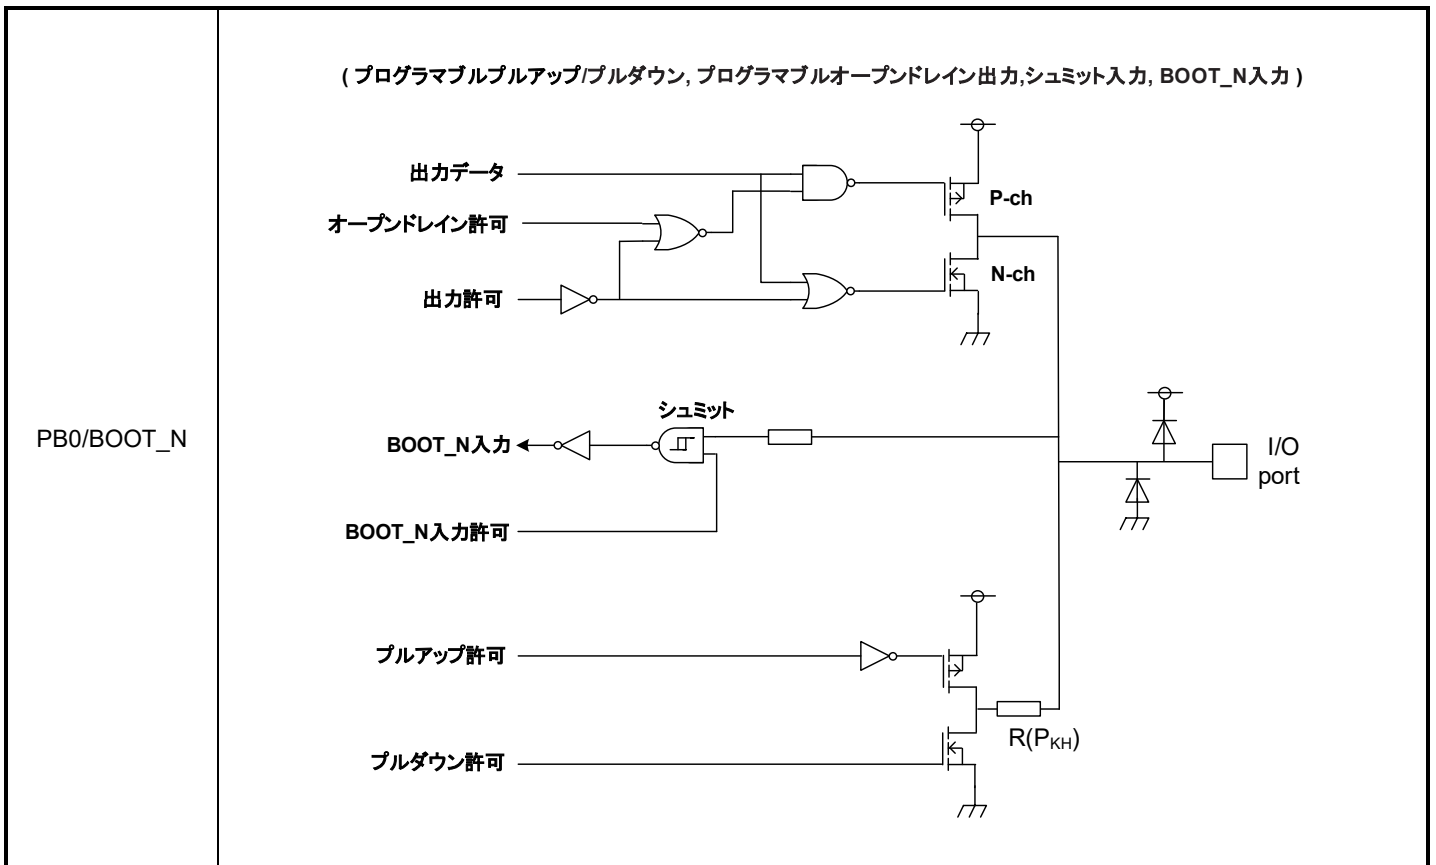 ( プログラマブルプルアップ/プルダウン, プログラマブルオープンドレイン出力,シュミット入力, BOOT_N入力 )
出力データ
オープンドレイン許可
出力許可
P-ch
N-ch
シュミット
BOOT_N入力
BOOT_N入力許可
PB0/BOOT_N
I/O
port
プルアップ許可
プルダウン許可
R(PKH)